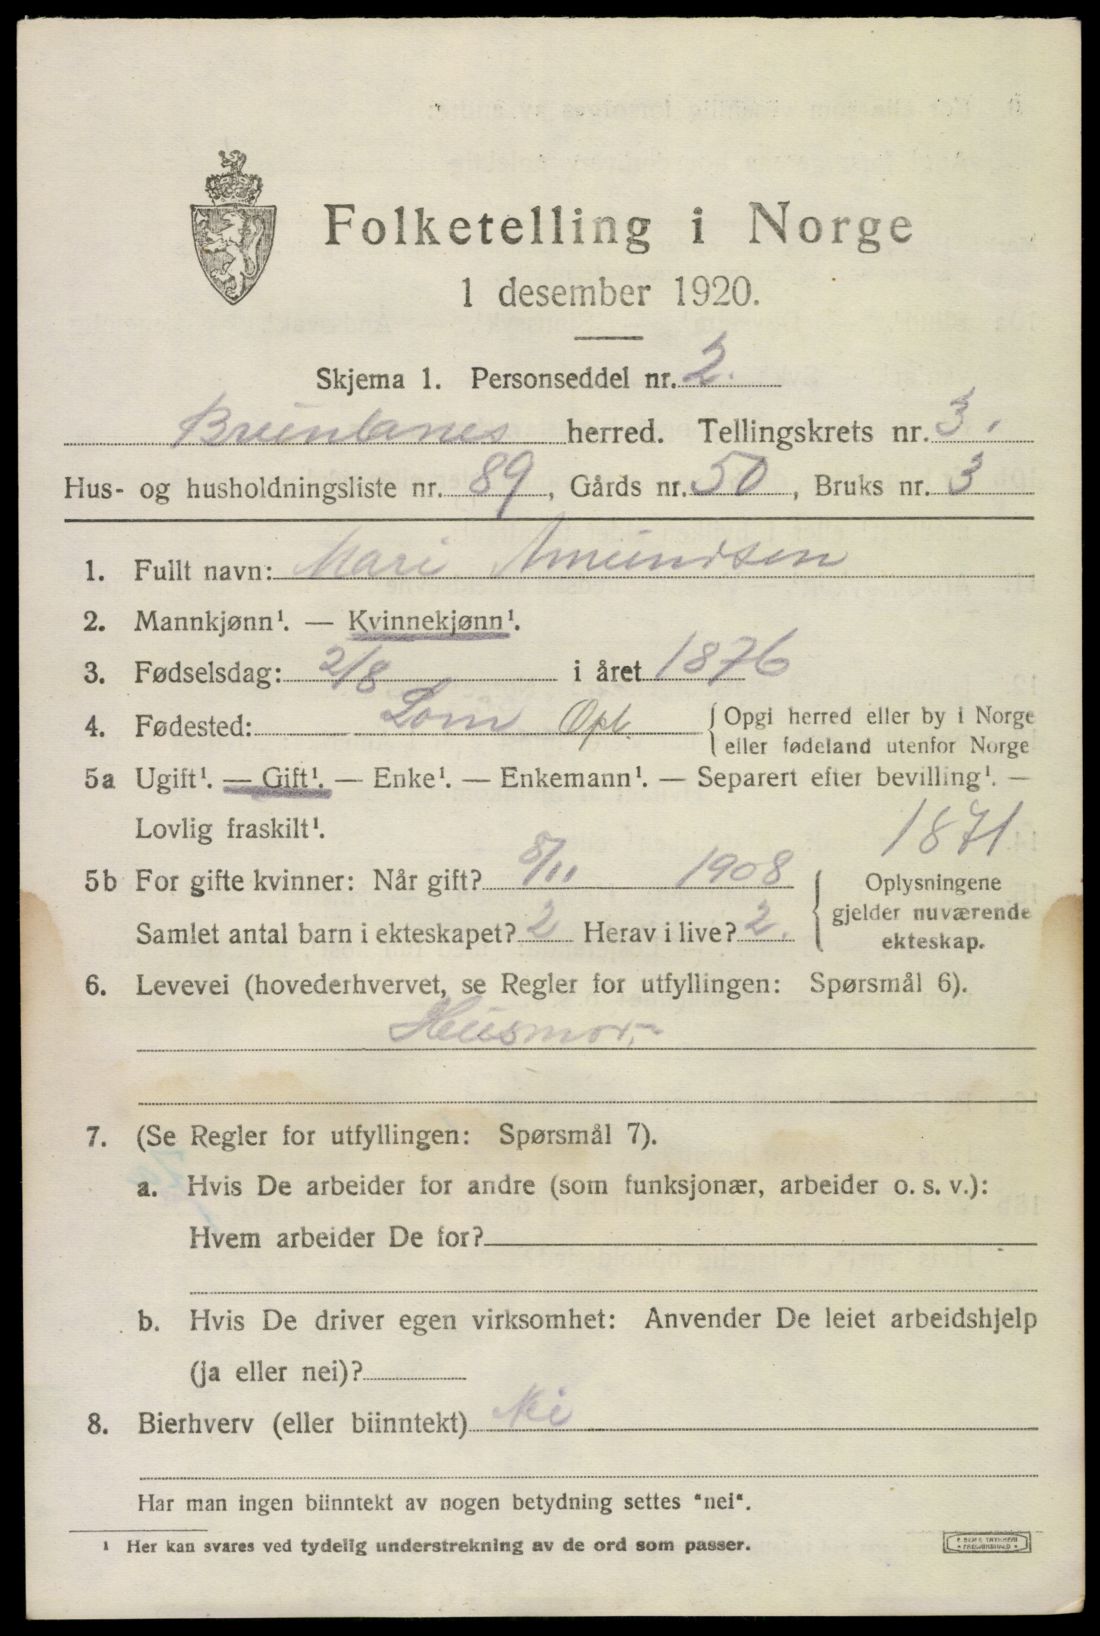 Folketelling i Norge
1 desember 1920.
Skjema 1. Personseddel nr. 2.
Brunlanes herred. Tellingskrets nr. 3.
Hus- og husholdningsliste nr. 89, Gårds nr. 50, Bruks nr. 3
1. Fullt navn: Mari Amundsen
2. Mannkjønn¹. — Kvinnekjønn¹.
3. Fødselsdag: 2/8 i året 1876
4. Fødested: Lom Opl. { Opgi herred eller by i Norge
eller fødeland utenfor Norge
5a Ugift¹. — Gift¹. — Enke¹. — Enkemann¹. — Separert efter bevilling¹. —
Lovlig fraskilt¹. 1871
5b For gifte kvinner: Når gift? 8/11 1908 { Oplysningene
gjelder nuværende
Samlet antal barn i ekteskapet? 2 Herav i live? 2. ekteskap.
6. Levevei (hovederhvervet, se Regler for utfyllingen: Spørsmål 6).
Husmor.-
7. (Se Regler for utfyllingen: Spørsmål 7).
a. Hvis De arbeider for andre (som funksjonær, arbeider o. s. v.):
Hvem arbeider De for?
b. Hvis De driver egen virksomhet: Anvender De leiet arbeidshjelp
(ja eller nei)?
8. Bierhverv (eller biinntekt) Nei
Har man ingen biinntekt av nogen betydning settes "nei".
¹ Her kan svares ved tydelig understrekning av de ord som passer.